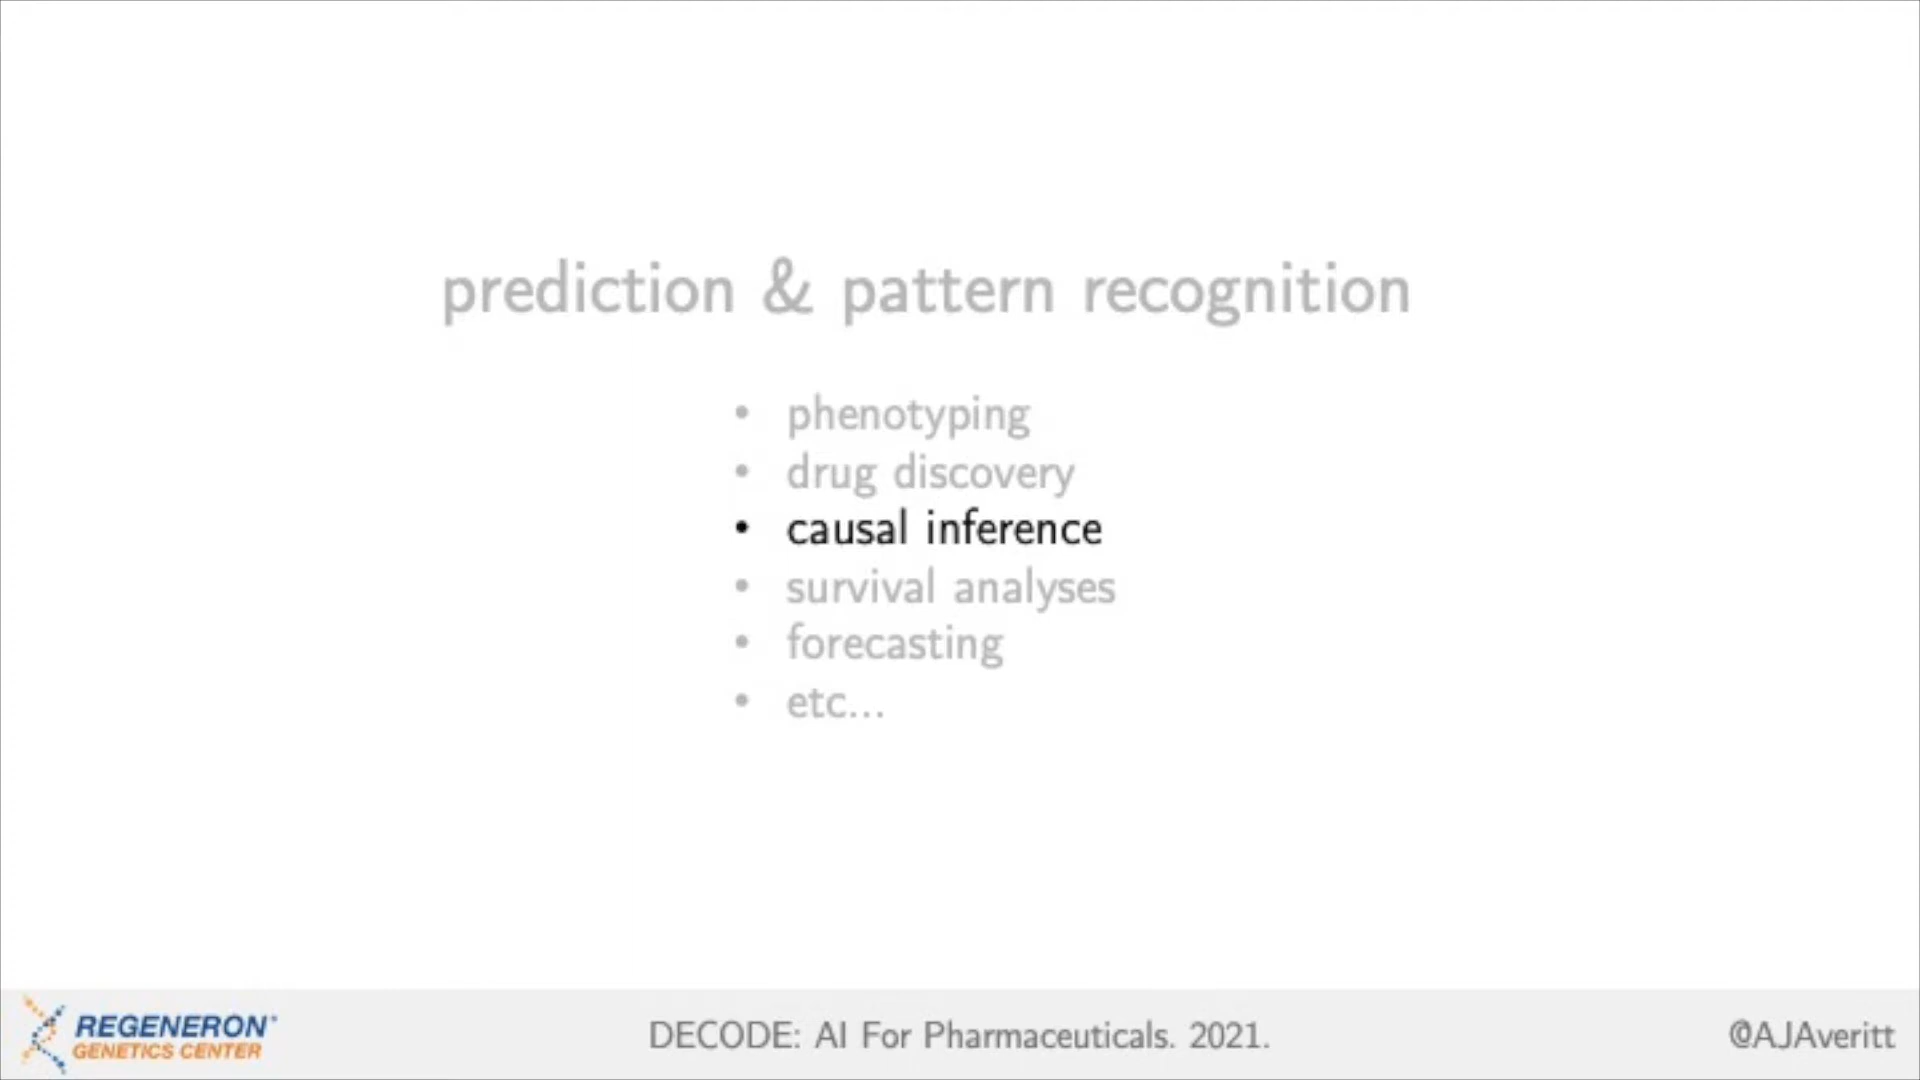 prediction & pattern recognition
• phenotyping
• drug discovery
• causal inference
• survival analyses
• forecasting
• etc...
REGENERON®
GENETICS CENTER
DECODE: AI For Pharmaceuticals. 2021.
@AJAveritt